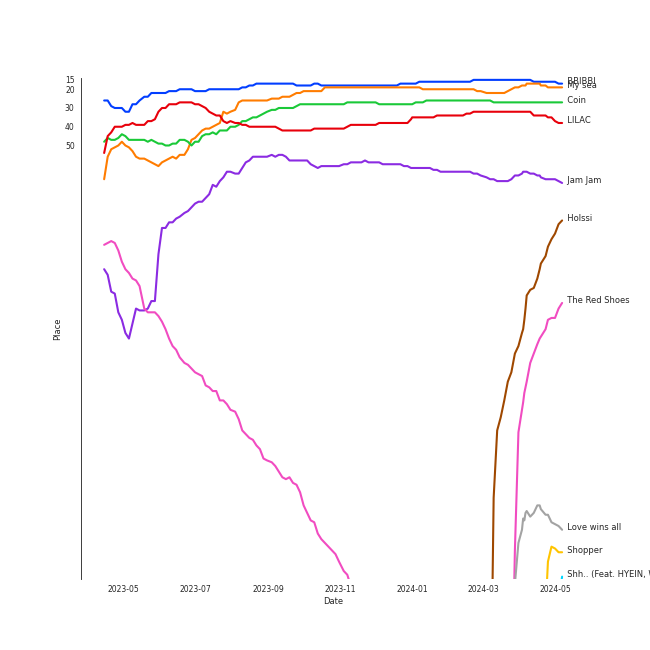 15
20
30
40
50
Place
BBIBBI
My sea
Coin
LILAC
Jam Jam
Holssi
The Red Shoes
Love wins all
Shopper
Shh.. (Feat. HYEIN,
2023-05
2023-07
2023-09
2023-11
2024-01
2024-03
2024-05
Date